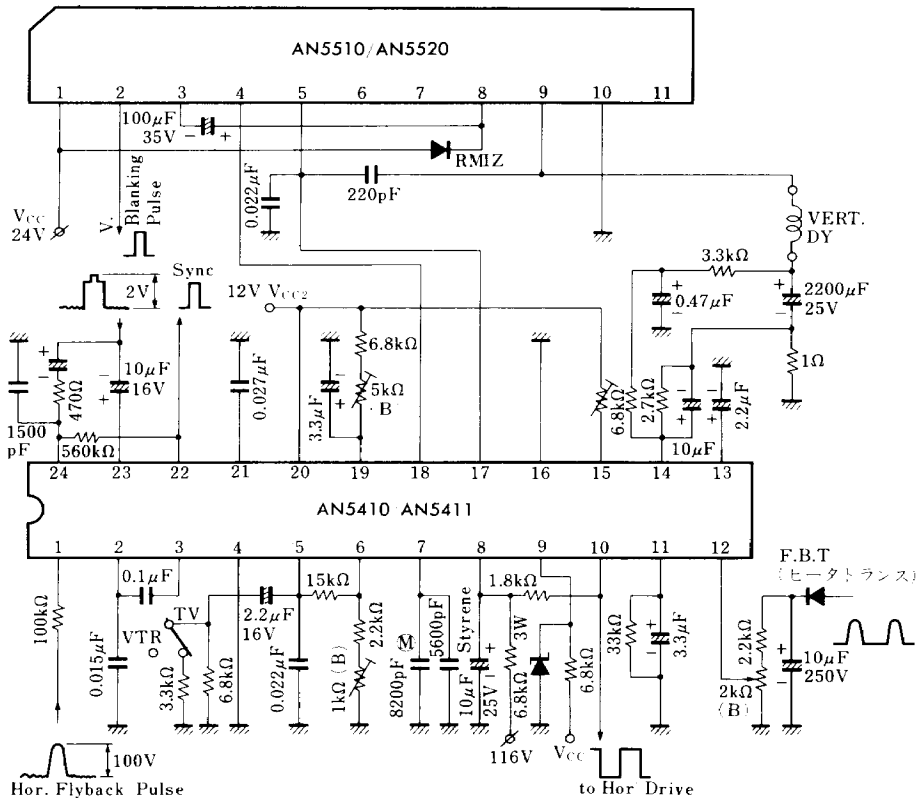 AN5510/AN5520
1 2 3 4 5 6 7 8 9 10 11
100μF
35V
− +
RMIZ
Vcc
24V
V.
Blanking
Pulse
0.022μF
220pF
VERT.
DY
3.3kΩ
Sync
2V
12V Vcc2
+
0.47μF
−
+
2200μF
25V
−
+
−
470Ω
−
10μF
16V
+
0.027μF
−
3.3μF
+
6.8kΩ
5kΩ
B
6.8kΩ
2.7kΩ
−
+
10μF
−
+
2.2μF
1Ω
1500
pF
560kΩ
24 23 22 21 20 19 18 17 16 15 14 13
AN5410 AN5411
1 2 3 4 5 6 7 8 9 10 11 12
F.B.T
(ヒータトランス)
100kΩ
0.1μF
0.015μF
TV
VTR
3.3kΩ
6.8kΩ
2.2μF
16V
15kΩ
0.022μF
2.2kΩ
1kΩ (B)
M
8200pF
5600pF
Styrene
10μF
25V
+
−
1.8kΩ
3W
6.8kΩ
6.8kΩ
116V
Vcc
33kΩ
+
−
3.3μF
2.2kΩ
2kΩ
(B)
+
−
10μF
250V
100V
Hor. Flyback Pulse
to Hor Drive